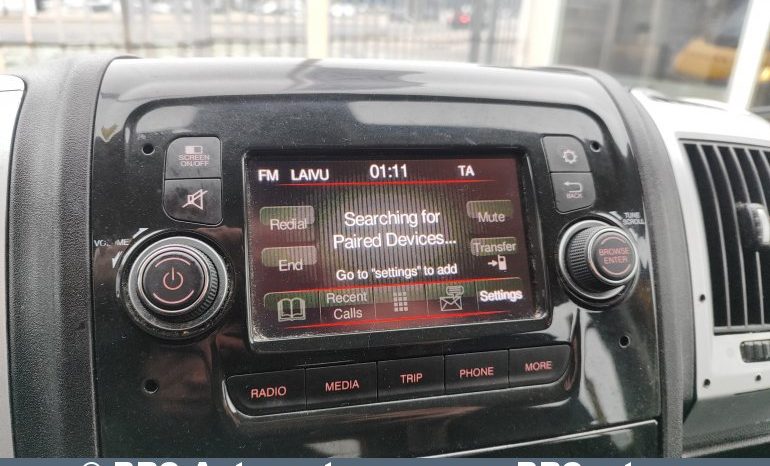 SCREEN
ON/OFF
FM LAIVU 01:11 TA
Redial
Searching for
Paired Devices...
Mute
End
Go to "settings" to add
Transfer
Recent
Calls
Settings
VOLUME
BACK
TUNE
SCROLL
BROWSE
ENTER
RADIO
MEDIA
TRIP
PHONE
MORE